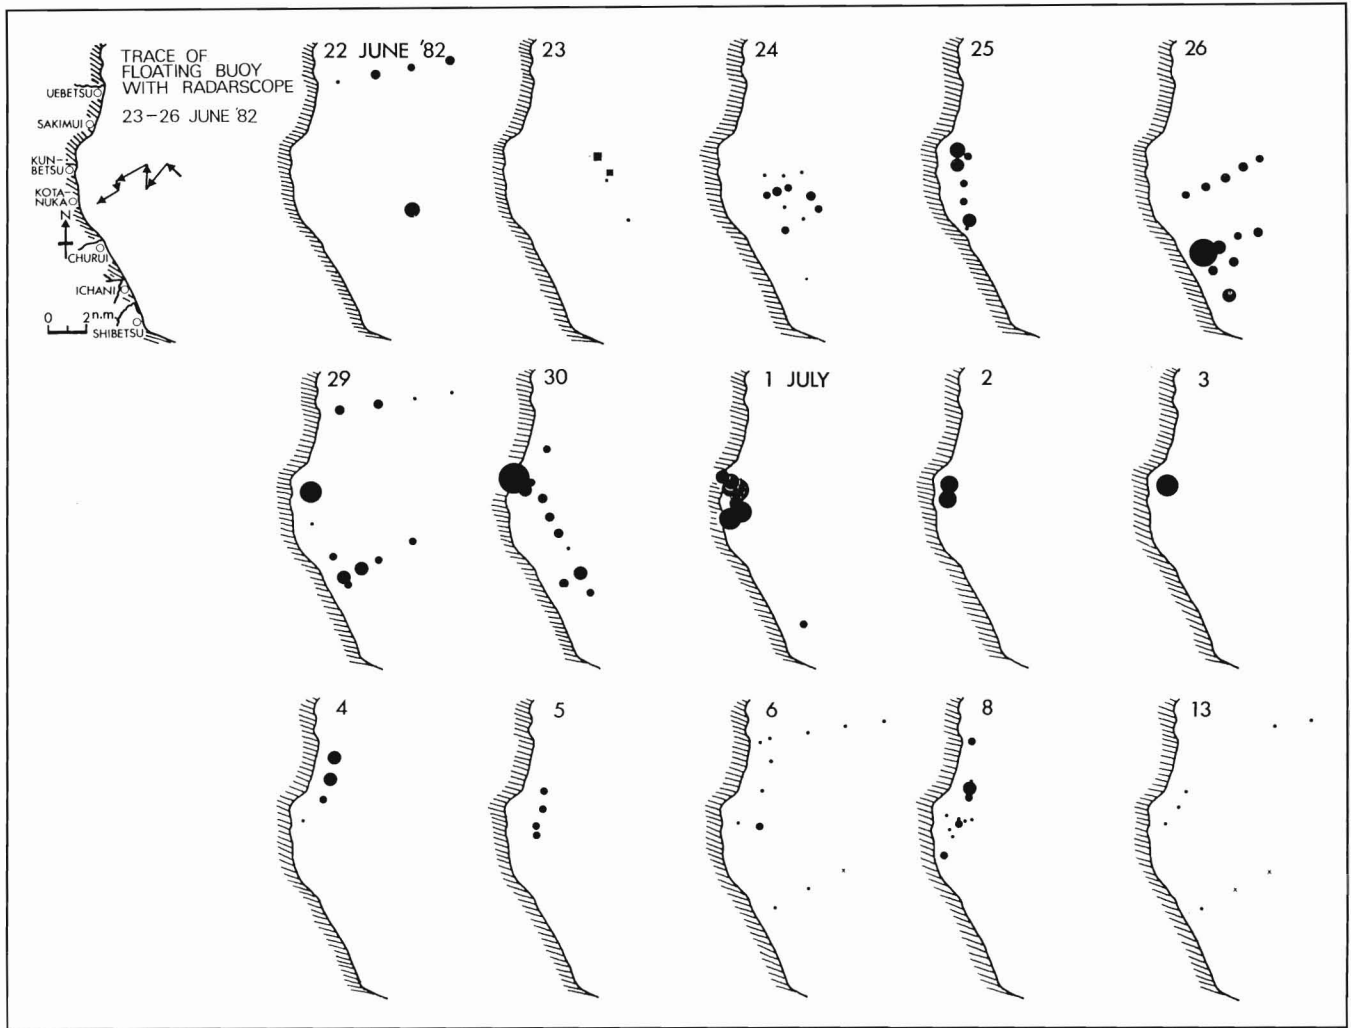 TRACE OF
FLOATING BUOY
WITH RADARSCOPE
23–26 JUNE '82
UEBETSU
SAKIMUI
KUN-
BETSU
KOTA-
NUKA
N
CHURUI
ICHANI
0 2 n.m.
SHIBETSU
22 JUNE '82
23
24
25
26
29
30
1 JULY
2
3
4
5
6
8
13